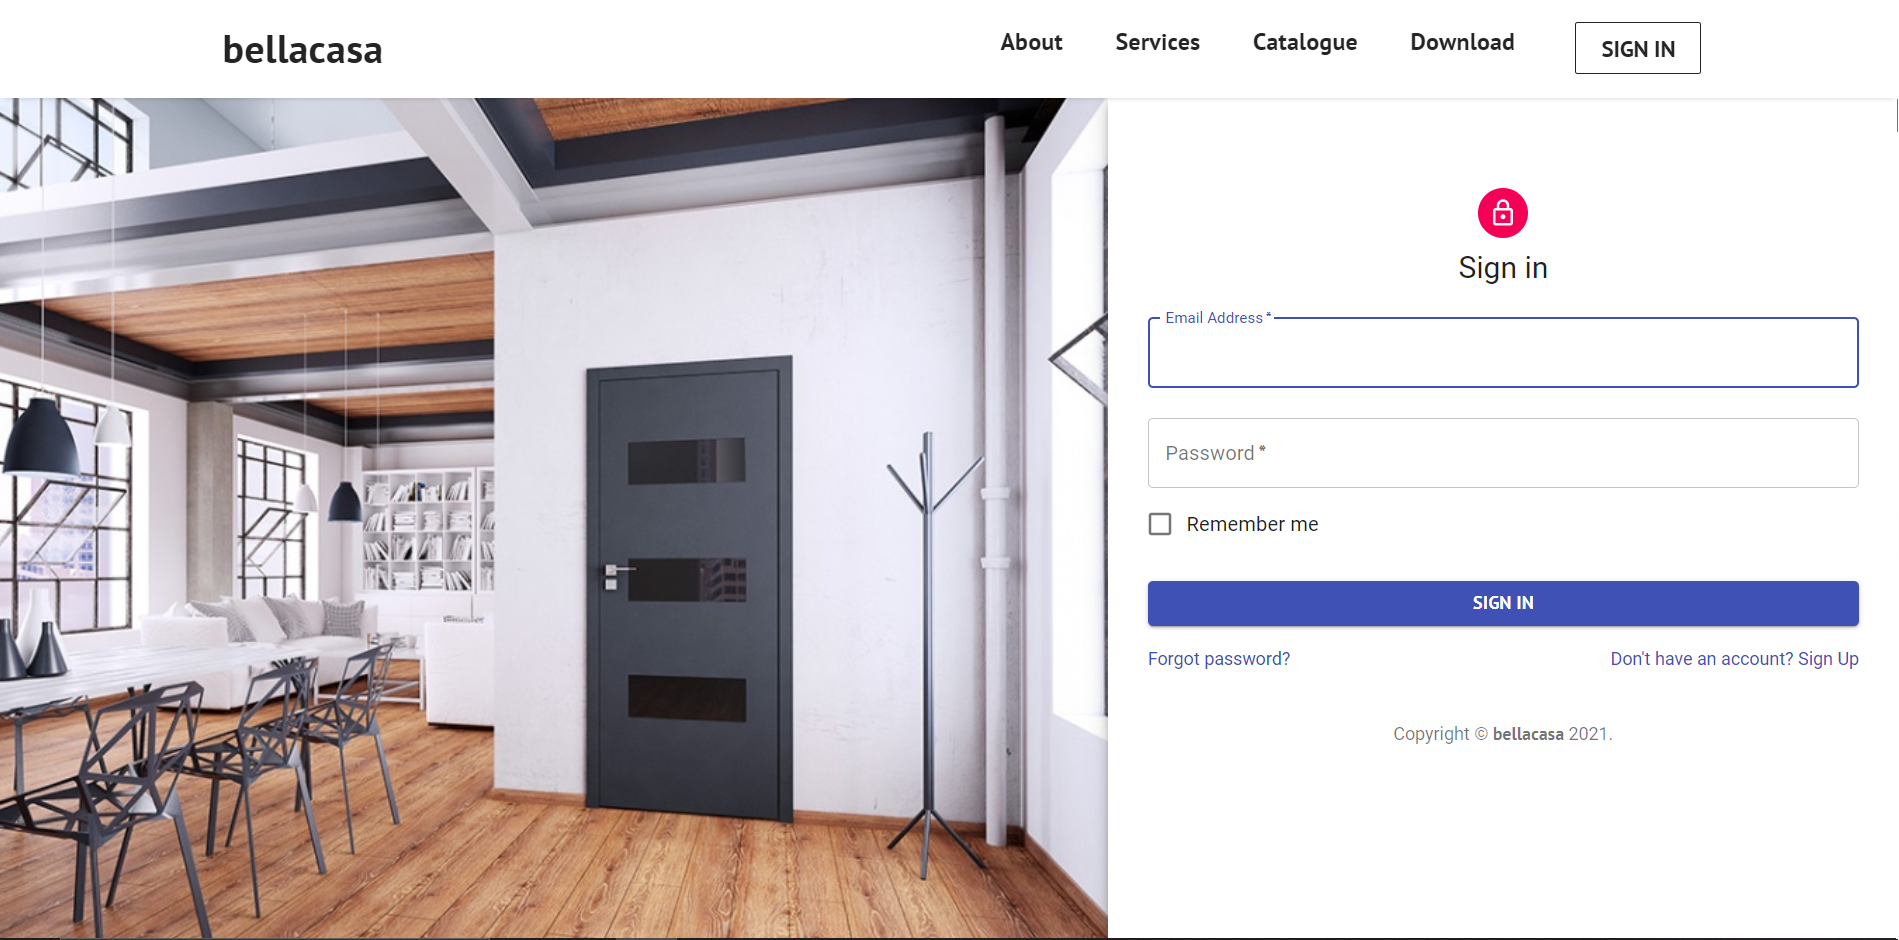 bellacasa
About Services Catalogue Download SIGN IN
Sign in
Email Address *
Password *
Remember me
SIGN IN
Forgot password? Don't have an account? Sign Up
Copyright © bellacasa 2021.